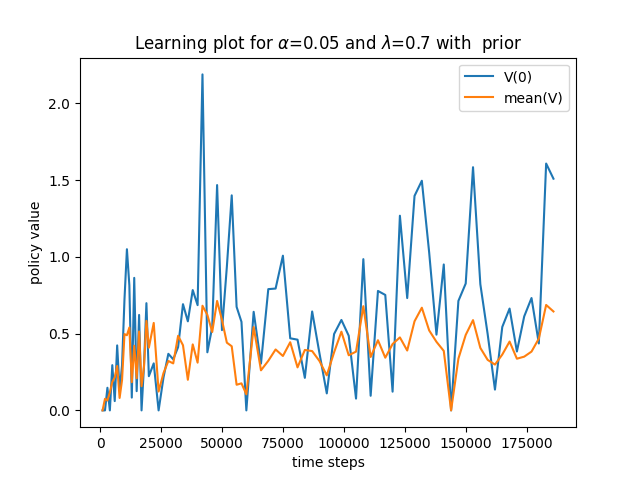 Learning plot for α=0.05 and λ=0.7 with  prior
V(0)
mean(V)
policy value
2.0
1.5
1.0
0.5
0.0
0 25000 50000 75000 100000 125000 150000 175000
time steps